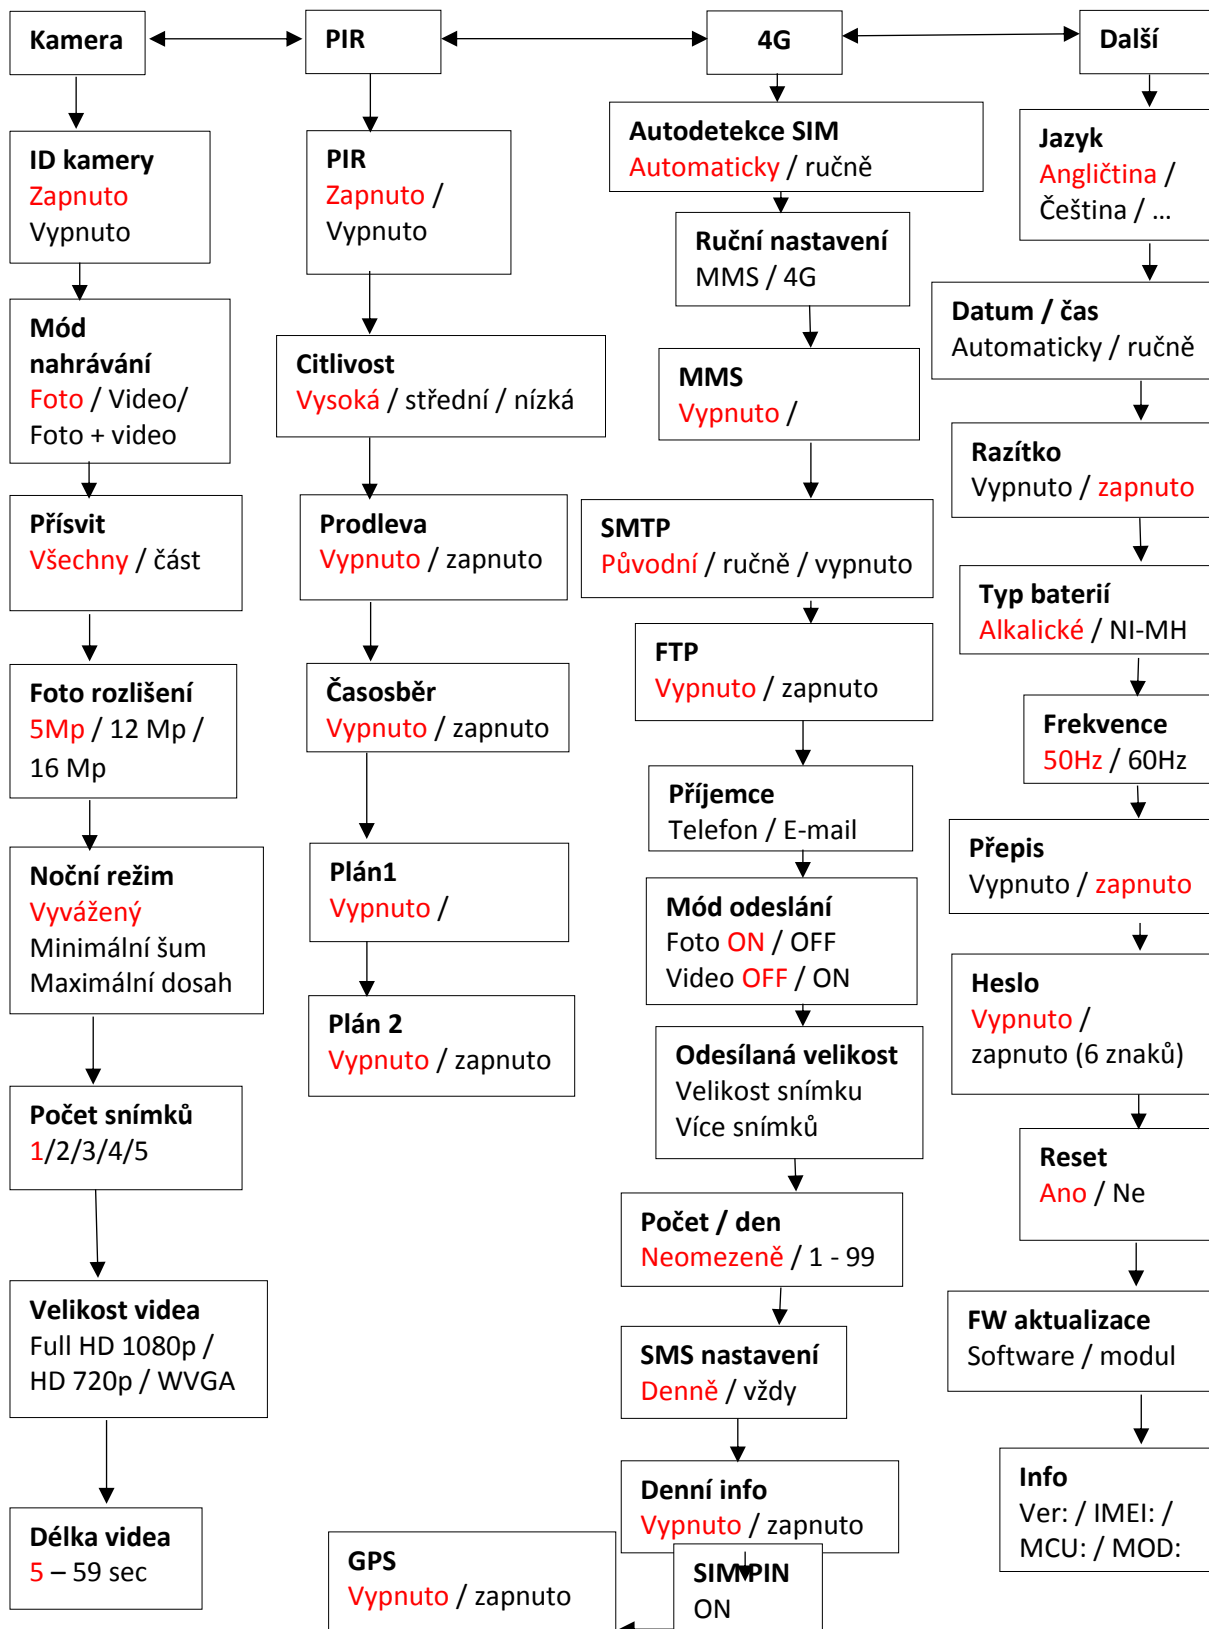 Kamera
PIR
4G
Další
ID kamery
Zapnuto
Vypnuto
Mód
nahrávání
Foto / Video/
Foto + video
Přísvit
Všechny / část
Foto rozlišení
5Mp / 12 Mp /
16 Mp
Noční režim
Vyvážený
Minimální šum
Maximální dosah
Počet snímků
1/2/3/4/5
Velikost videa
Full HD 1080p /
HD 720p / WVGA
Délka videa
5 – 59 sec
PIR
Zapnuto /
Vypnuto
Citlivost
Vysoká / střední / nízká
Prodleva
Vypnuto / zapnuto
Časosběr
Vypnuto / zapnuto
Plán1
Vypnuto /
Plán 2
Vypnuto / zapnuto
Autodetekce SIM
Automaticky / ručně
Ruční nastavení
MMS / 4G
MMS
Vypnuto /
SMTP
Původní / ručně / vypnuto
FTP
Vypnuto / zapnuto
Příjemce
Telefon / E-mail
Mód odeslání
Foto ON / OFF
Video OFF / ON
Odesílaná velikost
Velikost snímku
Více snímků
Počet / den
Neomezeně / 1 - 99
SMS nastavení
Denně / vždy
Denní info
Vypnuto / zapnuto
SIM PIN
ON
GPS
Vypnuto / zapnuto
Jazyk
Angličtina /
Čeština / ...
Datum / čas
Automaticky / ručně
Razítko
Vypnuto / zapnuto
Typ baterií
Alkalické / NI-MH
Frekvence
50Hz / 60Hz
Přepis
Vypnuto / zapnuto
Heslo
Vypnuto /
zapnuto (6 znaků)
Reset
Ano / Ne
FW aktualizace
Software / modul
Info
Ver: / IMEI: /
MCU: / MOD: